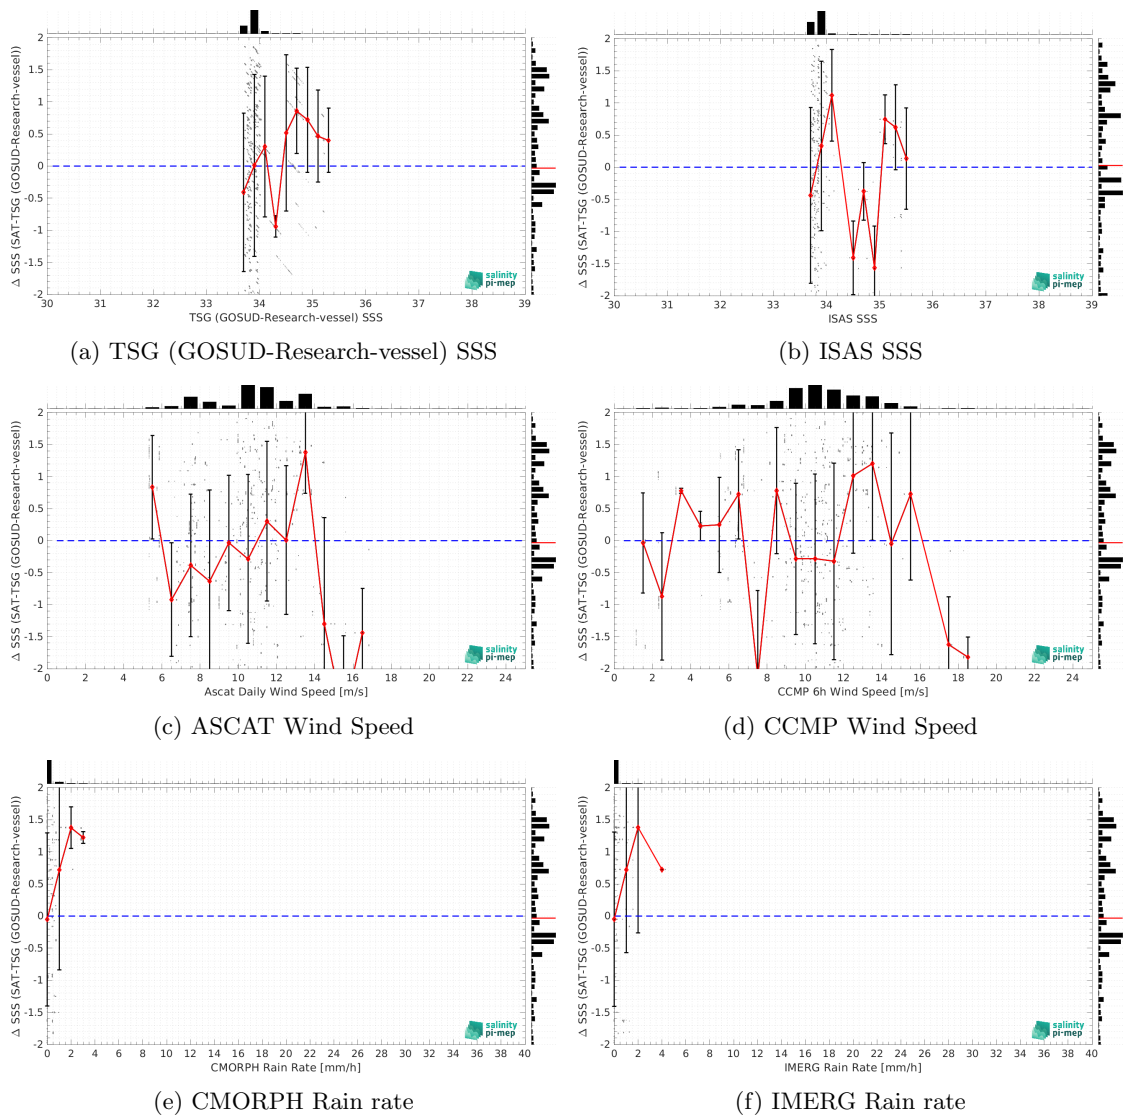 Δ SSS (SAT-TSG (GOSUD-Research-vessel))
2
1.5
1
0.5
0
-0.5
-1
-1.5
-2
30 31 32 33 34 35 36 37 38 39
TSG (GOSUD-Research-vessel) SSS
salinity
pi-mep
(a) TSG (GOSUD-Research-vessel) SSS
Δ SSS (SAT-TSG (GOSUD-Research-vessel))
2
1.5
1
0.5
0
-0.5
-1
-1.5
-2
30 31 32 33 34 35 36 37 38 39
ISAS SSS
salinity
pi-mep
(b) ISAS SSS
Δ SSS (SAT-TSG (GOSUD-Research-vessel))
2
1.5
1
0.5
0
-0.5
-1
-1.5
-2
0 2 4 6 8 10 12 14 16 18 20 22 24
Ascat Daily Wind Speed [m/s]
salinity
pi-mep
(c) ASCAT Wind Speed
Δ SSS (SAT-TSG (GOSUD-Research-vessel))
2
1.5
1
0.5
0
-0.5
-1
-1.5
-2
0 2 4 6 8 10 12 14 16 18 20 22 24
CCMP 6h Wind Speed [m/s]
salinity
pi-mep
(d) CCMP Wind Speed
Δ SSS (SAT-TSG (GOSUD-Research-vessel))
2
1.5
1
0.5
0
-0.5
-1
-1.5
-2
0 2 4 6 8 10 12 14 16 18 20 22 24 26 28 30 32 34 36 38 40
CMORPH Rain Rate [mm/h]
salinity
pi-mep
(e) CMORPH Rain rate
Δ SSS (SAT-TSG (GOSUD-Research-vessel))
2
1.5
1
0.5
0
-0.5
-1
-1.5
-2
0 2 4 6 8 10 12 14 16 18 20 22 24 26 28 30 32 34 36 38 40
IMERG Rain Rate [mm/h]
salinity
pi-mep
(f) IMERG Rain rate